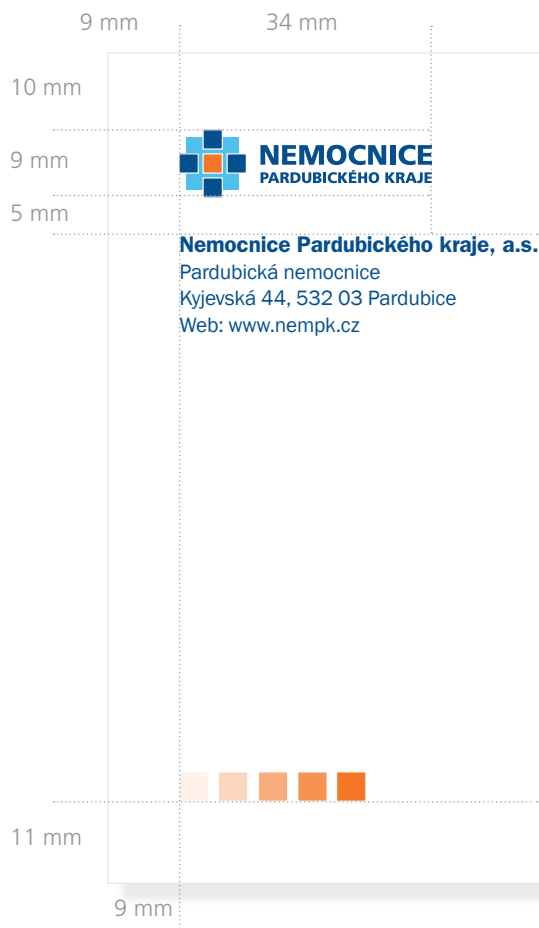 9 mm
34 mm
10 mm
9 mm
5 mm
NEMOCNICE
PARDUBICKÉHO KRAJE
Nemocnice Pardubického kraje, a.s.
Pardubická nemocnice
Kyjevská 44, 532 03 Pardubice
Web: www.nempk.cz
11 mm
9 mm